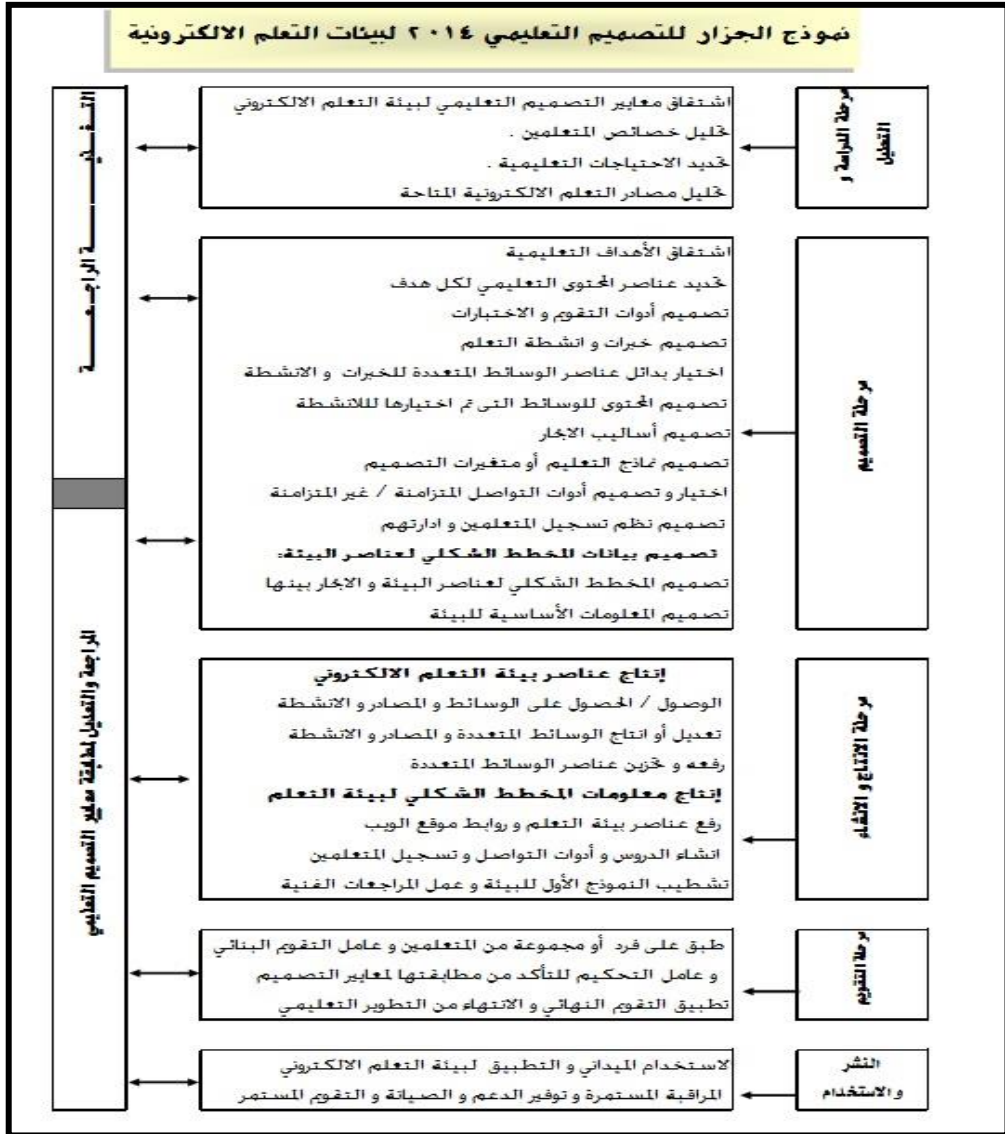 نموذج الجزار للتصميم التعليمي ٢٠١٤ لبيئات التعلم الالكترونية
مرحلة الدراسة و
التحليل
اشتقاق معايير التصميم التعليمي لبيئة التعلم الالكتروني
تحليل خصائص المتعلمين .
تحديد الاحتياجات التعليمية .
تحليل مصادر التعلم الالكترونية المتاحة
مرحلة التصميم
اشتقاق الأهداف التعليمية
تحديد عناصر المحتوى التعليمي لكل هدف
تصميم أدوات التقويم و الاختبارات
تصميم خبرات و انشطة التعلم
اختيار بدائل عناصر الوسائط المتعددة للخبرات و الانشطة
تصميم المحتوى للوسائط التى تم اختيارها للانشطة
تصميم أساليب الابحار
تصميم نماذج التعليم أو متغيرات التصميم
اختيار و تصميم أدوات التواصل المتزامنة / غير المتزامنة
تصميم نظم تسجيل المتعلمين و ادارتهم
تصميم بيانات المخطط الشكلي لعناصر البيئة:
تصميم المخطط الشكلي لعناصر البيئة و الابحار بينها
تصميم المعلومات الأساسية للبيئة
مرحلة الانتاج و الانشاء
إنتاج عناصر بيئة التعلم الالكتروني
الوصول / الحصول على الوسائط و المصادر و الانشطة
تعديل أو انتاج الوسائط المتعددة و المصادر و الانشطة
رفعه و تخزين عناصر الوسائط المتعددة
إنتاج معلومات المخطط الشكلي لبيئة التعلم
رفع عناصر بيئة التعلم و روابط موقع الويب
انشاء الدروس و أدوات التواصل و تسجيل المتعلمين
تشطيب النموذج الأول للبيئة و عمل المراجعات الفنية
مرحلة التقويم
طبق على فرد أو مجموعة من المتعلمين و عامل التقويم البنائي
و عامل التحكيم للتأكد من مطابقتها لمعايير التصميم
تطبيق التقويم النهائي و الانتهاء من التطوير التعليمي
النشر
و الاستخدام
لاستخدام الميداني و التطبيق لبيئة التعلم الالكتروني
المراقبة المستمرة و توفير الدعم و الصيانة و التقويم المستمر
التـغـذيـــــة الراجـعـــــة
المراجعة والتعديل لمطابقة معايير التصميم التعليمي